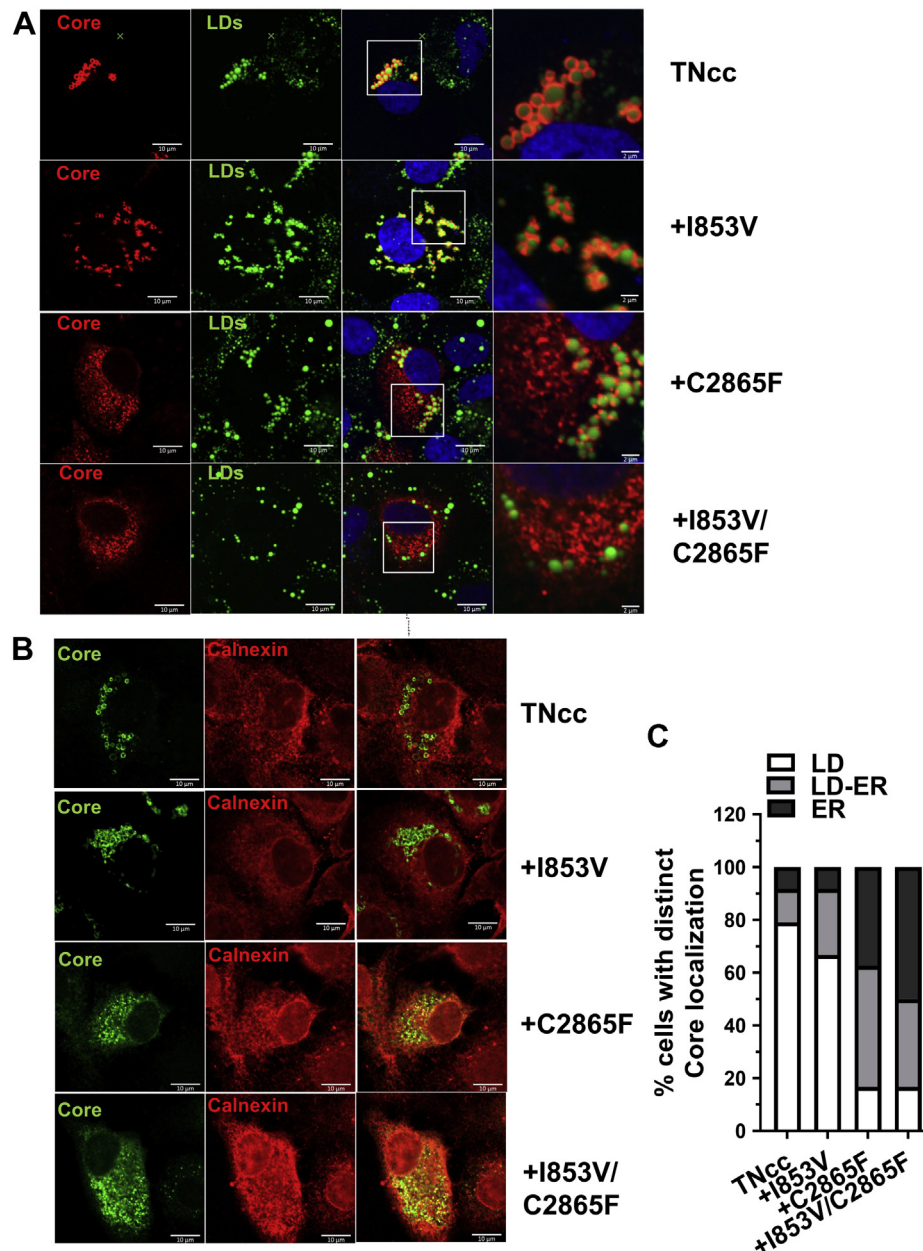 A
Core
LDs
10 µm
10 µm
10 µm
2 µm
TNcc
Core
LDs
10 µm
10 µm
10 µm
2 µm
+I853V
Core
LDs
10 µm
10 µm
10 µm
2 µm
+C2865F
Core
LDs
10 µm
10 µm
10 µm
2 µm
+I853V/
C2865F
B
Core
Calnexin
10 µm
10 µm
10 µm
TNcc
Core
10 µm
10 µm
10 µm
+I853V
Core
Calnexin
10 µm
10 µm
10 µm
+C2865F
Core
Calnexin
10 µm
10 µm
10 µm
+I853V/
C2865F
C
LD
LD-ER
ER
% cells with distinct
Core localization
120
100
80
60
40
20
0
TNcc
+I853V
+C2865F
+I853V/C2865F